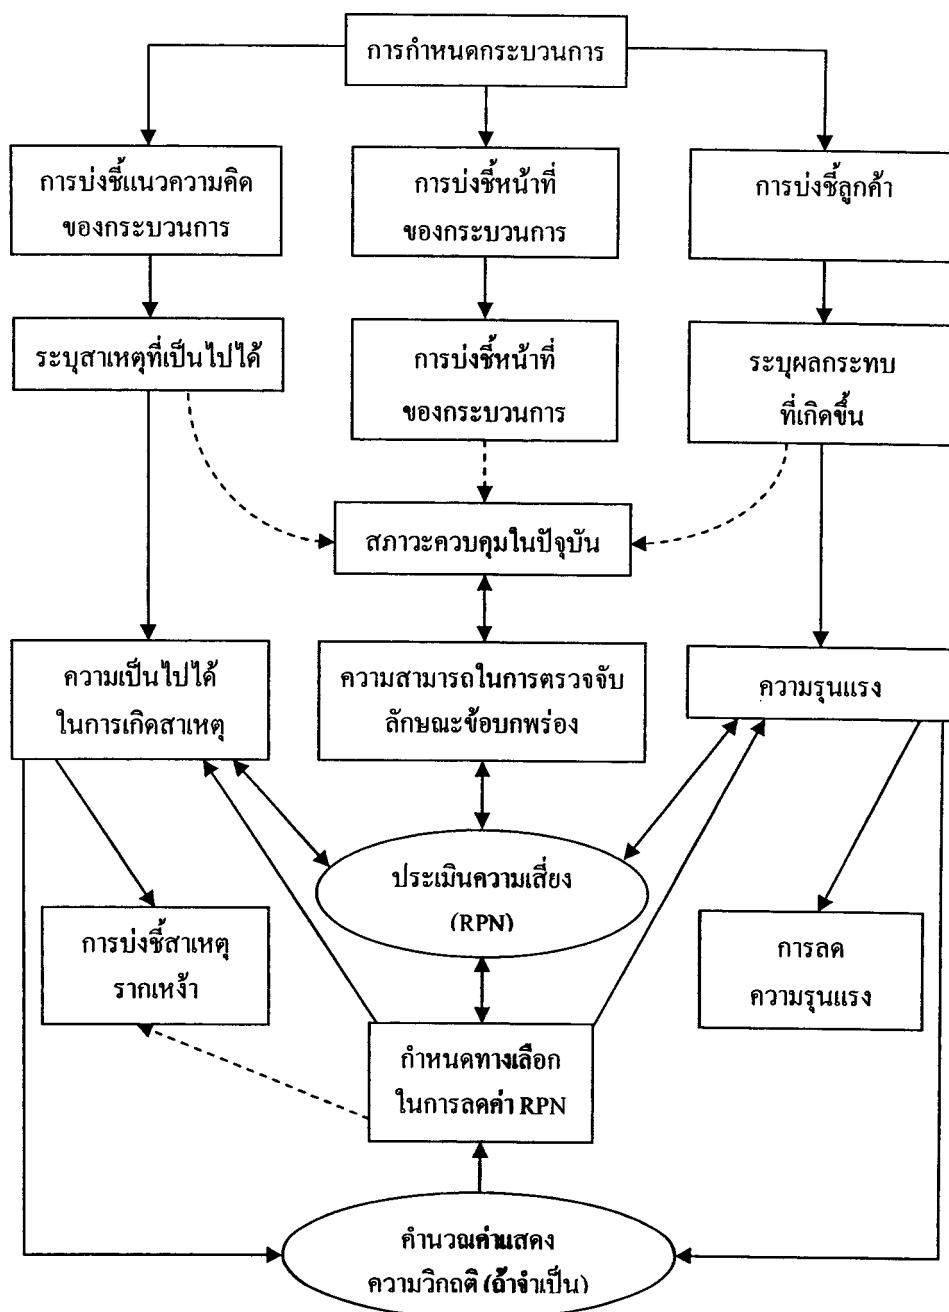 การกำหนดกระบวนการ
การบ่งชี้แนวความคิด
ของกระบวนการ
การบ่งชี้หน้าที่
ของกระบวนการ
การบ่งชี้ลูกค้า
ระบุสาเหตุที่เป็นไปได้
การบ่งชี้หน้าที่
ของกระบวนการ
ระบุผลกระทบ
ที่เกิดขึ้น
สภาวะควบคุมในปัจจุบัน
ความเป็นไปได้
ในการเกิดสาเหตุ
ความสามารถในการตรวจจับ
ลักษณะข้อบกพร่อง
ความรุนแรง
ประเมินความเสี่ยง
(RPN)
การบ่งชี้สาเหตุ
รากเหง้า
การลด
ความรุนแรง
กำหนดทางเลือก
ในการลดค่า RPN
คำนวณค่าแสดง
ความวิกฤติ (ถ้าจำเป็น)